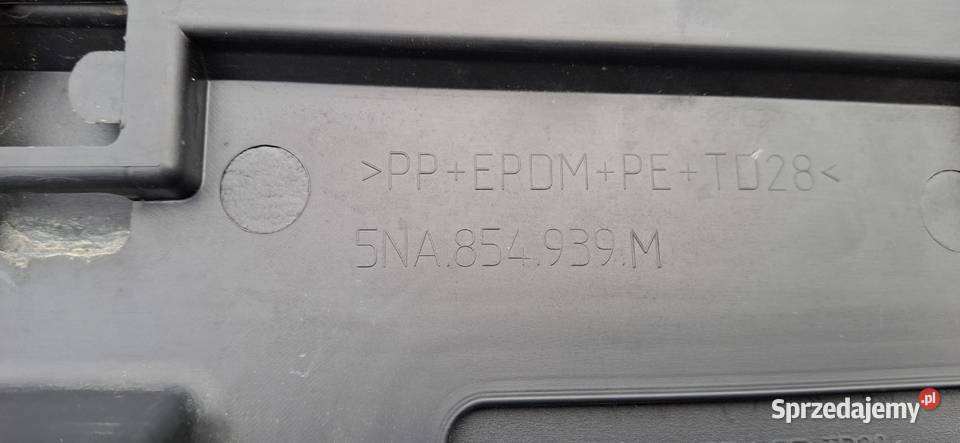 >PP+EPDM+PE+TD28<
5NA.854.939.M
Sprzedajemy.pl